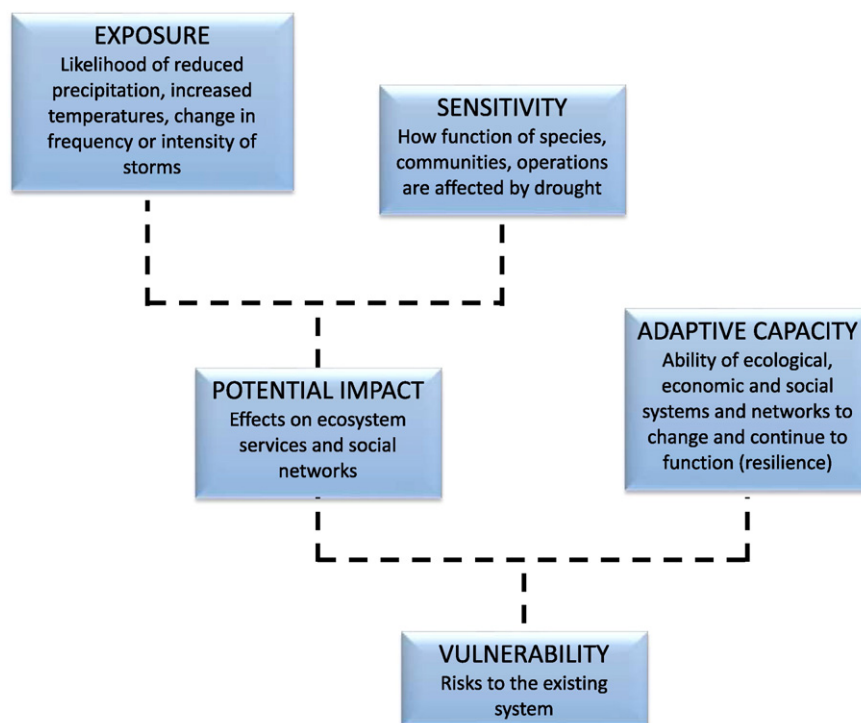 EXPOSURE
Likelihood of reduced
precipitation, increased
temperatures, change in
frequency or intensity of
storms
SENSITIVITY
How function of species,
communities, operations
are affected by drought
POTENTIAL IMPACT
Effects on ecosystem
services and social
networks
ADAPTIVE CAPACITY
Ability of ecological,
economic and social
systems and networks to
change and continue to
function (resilience)
VULNERABILITY
Risks to the existing
system